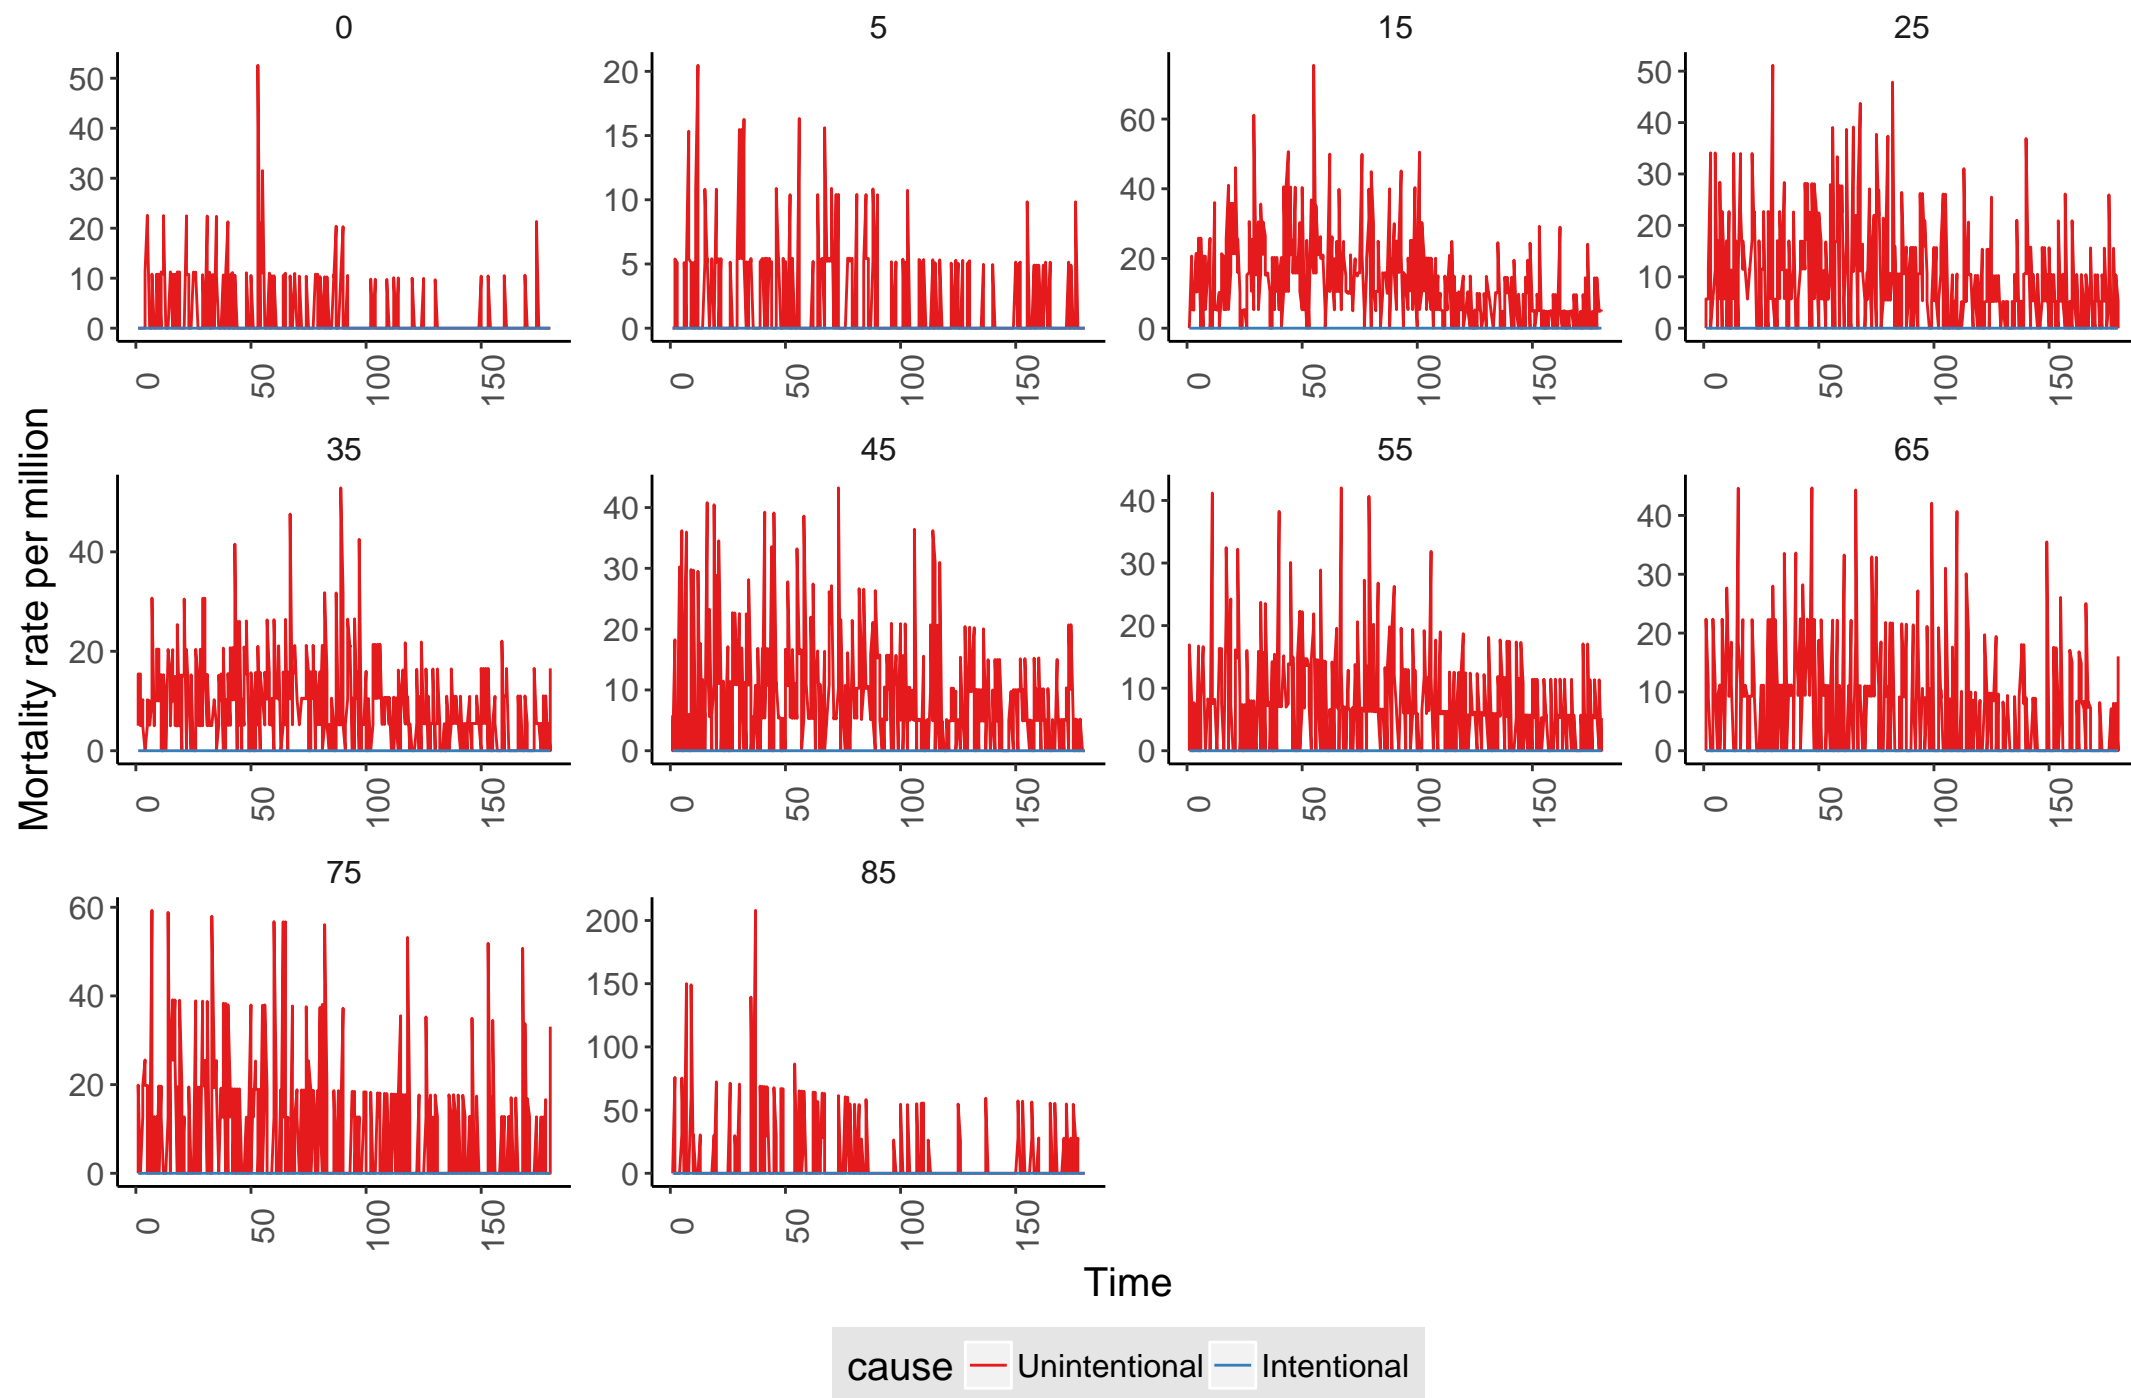 0 5 15 25
50 20 60 50
40 15 40 40
30 10 20 30
20 5 0 20
10 0 10
0 0
0 50 100 150 0 50 100 150 0 50 100 150 0 50 100 150
Mortality rate per million
35 45 55 65
40 40 40 40
20 30 30 30
0 20 20 20
10 10 10
0 0 0
0 50 100 150 0 50 100 150 0 50 100 150 0 50 100 150
75 85
60 200
40 150
20 100
0 50
0
0 50 100 150 0 50 100 150
Time
cause Unintentional Intentional